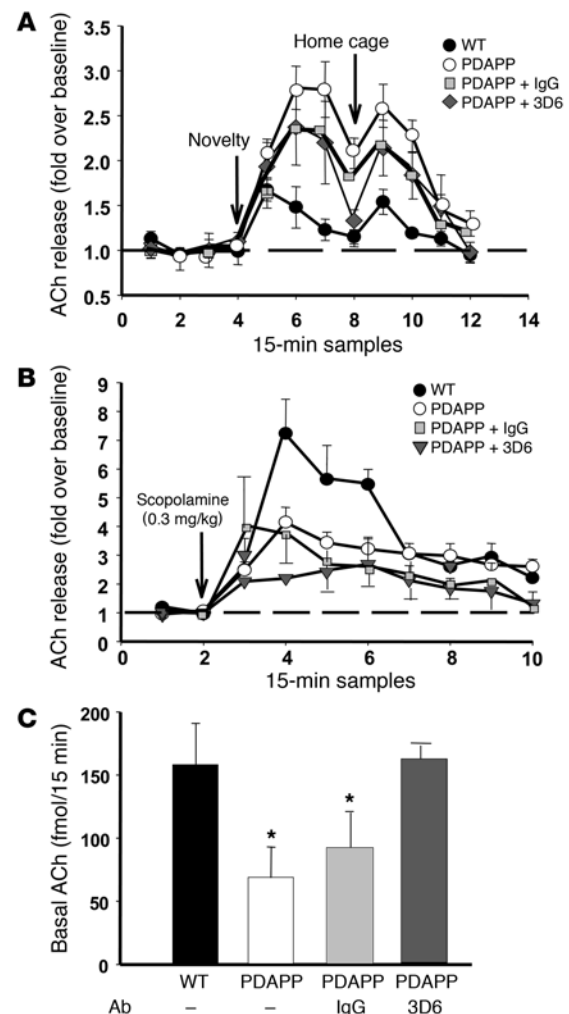 A
ACh release (fold over baseline)
3.5
3.0
2.5
2.0
1.5
1.0
0.5
Novelty
Home cage
WT
PDAPP
PDAPP + IgG
PDAPP + 3D6
0 2 4 6 8 10 12 14
15-min samples
B
ACh release (fold over baseline)
9
8
7
6
5
4
3
2
1
0
Scopolamine
(0.3 mg/kg)
WT
PDAPP
PDAPP + IgG
PDAPP + 3D6
0 2 4 6 8 10
15-min samples
C
Basal ACh (fmol/15 min)
200
150
100
50
0
* *
WT PDAPP PDAPP PDAPP
Ab – – IgG 3D6